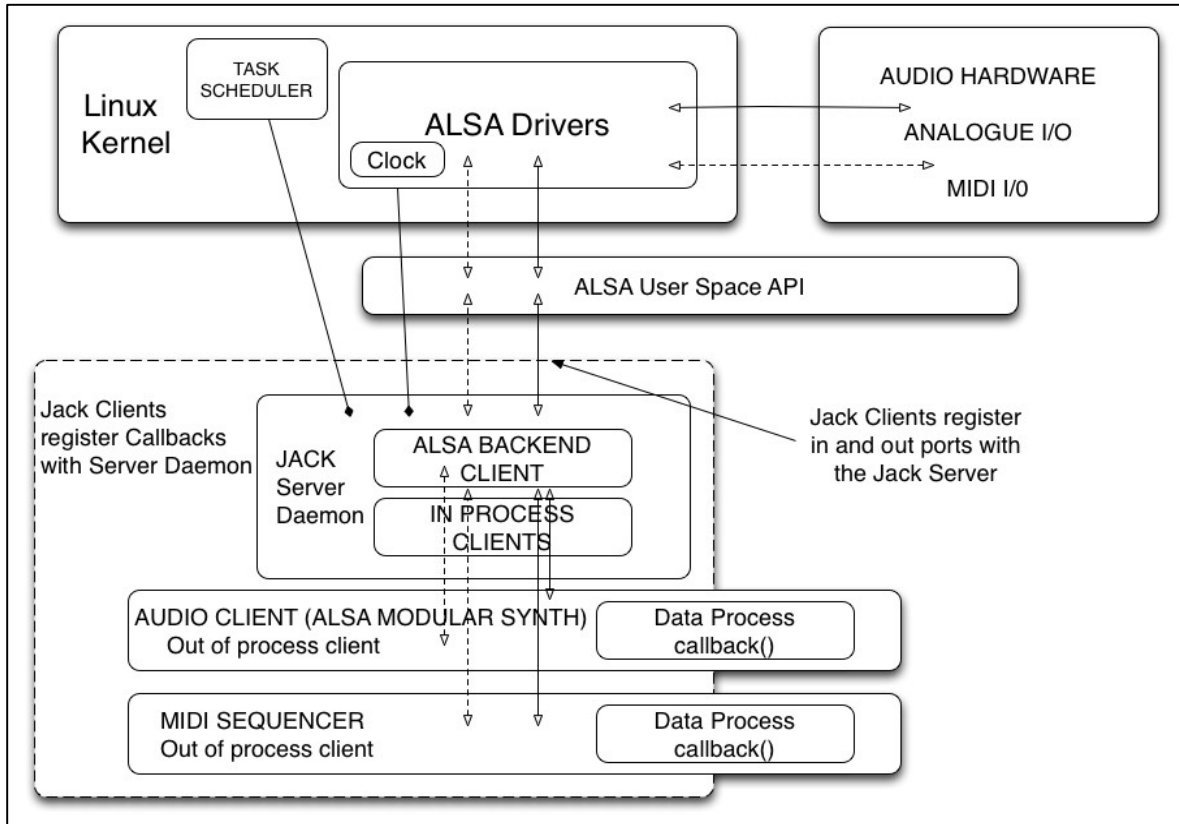 TASK
SCHEDULER
Linux
Kernel
ALSA Drivers
Clock
AUDIO HARDWARE
ANALOGUE I/O
MIDI I/0
ALSA User Space API
Jack Clients
register Callbacks
with Server Daemon
JACK
Server
Daemon
ALSA BACKEND
CLIENT
IN PROCESS
CLIENTS
Jack Clients register
in and out ports with
the Jack Server
AUDIO CLIENT (ALSA MODULAR SYNTH)
Out of process client
Data Process
callback()
MIDI SEQUENCER
Out of process client
Data Process
callback()